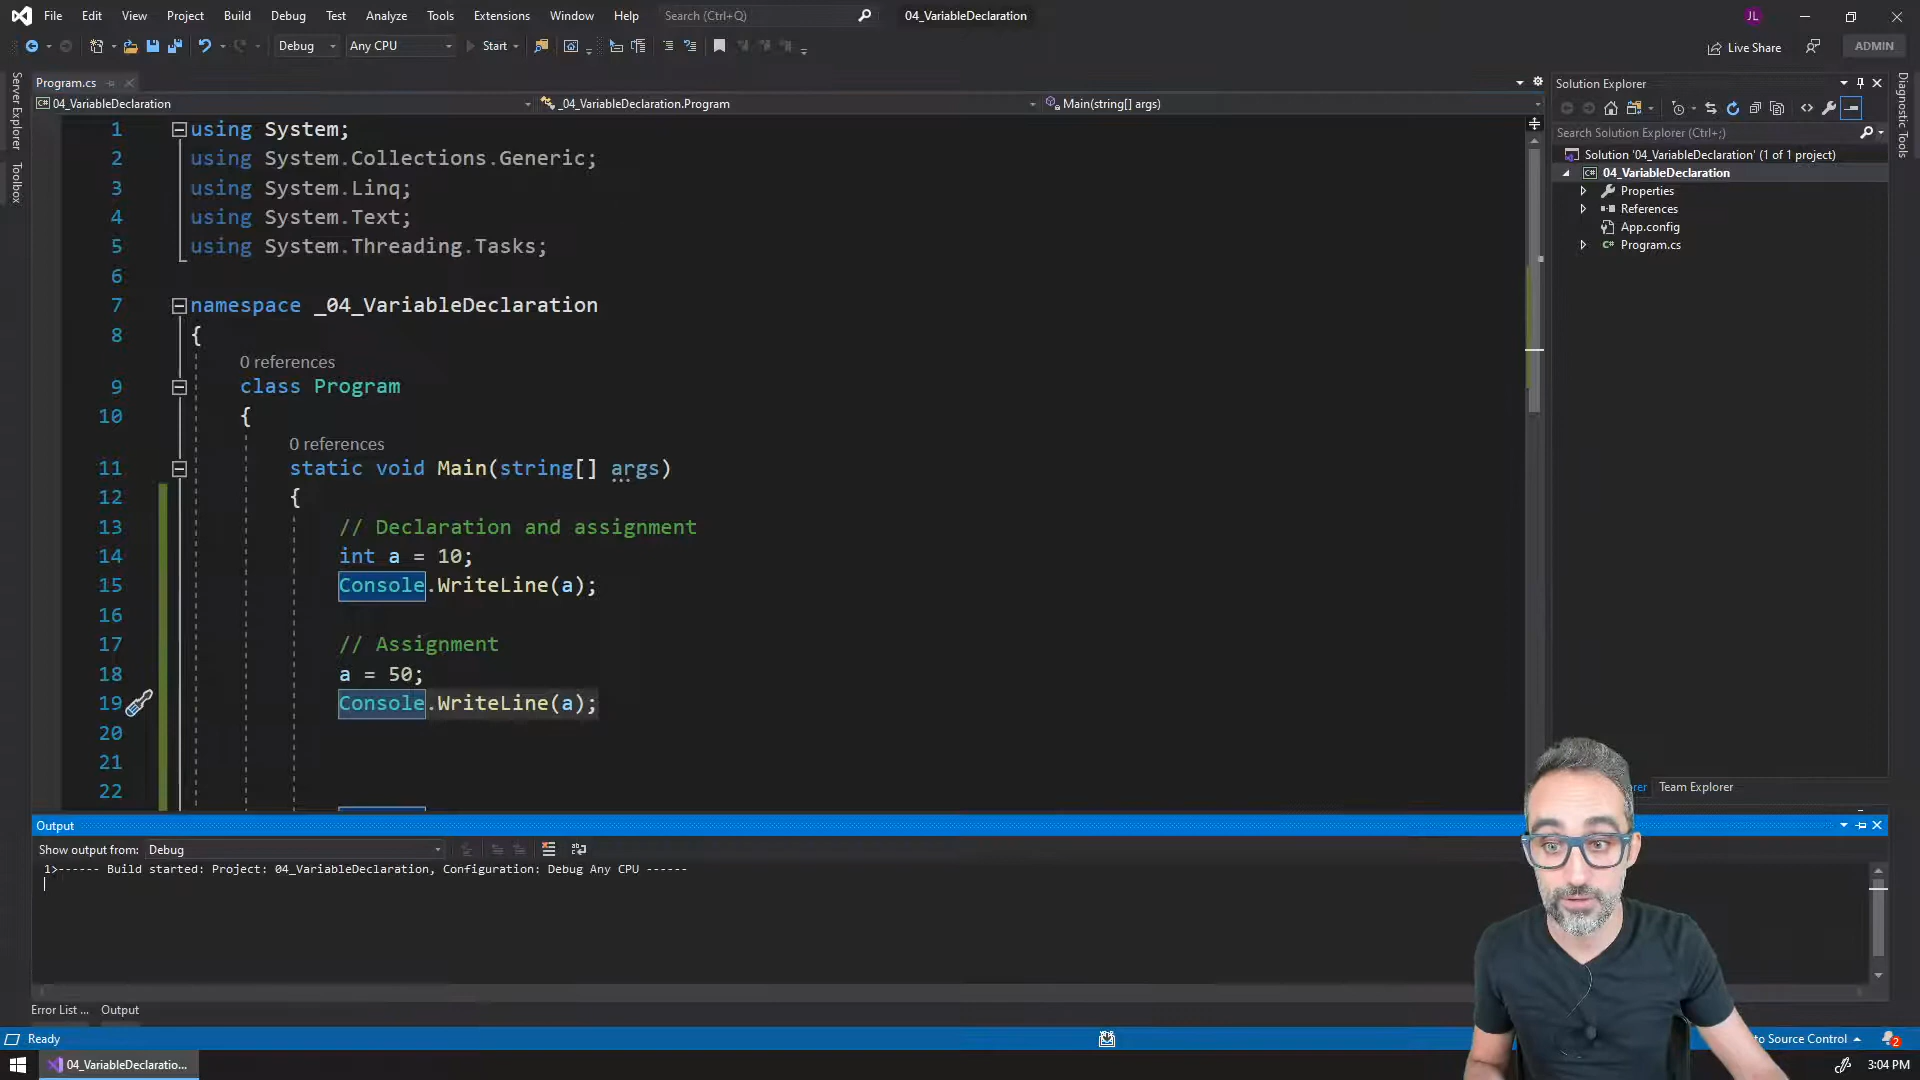 File Edit View Project Build Debug Test Analyze Tools Extensions Window Help Search (Ctrl+Q) 04_VariableDeclaration JL
Debug Any CPU Start Live Share ADMIN
Server Explorer
Toolbox
Program.cs
04_VariableDeclaration _04_VariableDeclaration.Program Main(string[] args)
1 using System;
2 using System.Collections.Generic;
3 using System.Linq;
4 using System.Text;
5 using System.Threading.Tasks;
6
7 namespace _04_VariableDeclaration
8 {
0 references
9 class Program
10 {
0 references
11 static void Main(string[] args)
12 {
13 // Declaration and assignment
14 int a = 10;
15 Console.WriteLine(a);
16
17 // Assignment
18 a = 50;
19 Console.WriteLine(a);
20
21
22
Solution Explorer
Search Solution Explorer (Ctrl+;)
Solution '04_VariableDeclaration' (1 of 1 project)
04_VariableDeclaration
Properties
References
App.config
C# Program.cs
Team Explorer
Diagnostic Tools
Output
Show output from: Debug
1>------ Build started: Project: 04_VariableDeclaration, Configuration: Debug Any CPU ------
Error List ... Output
Ready to Source Control 2
04_VariableDeclaratio... 3:04 PM